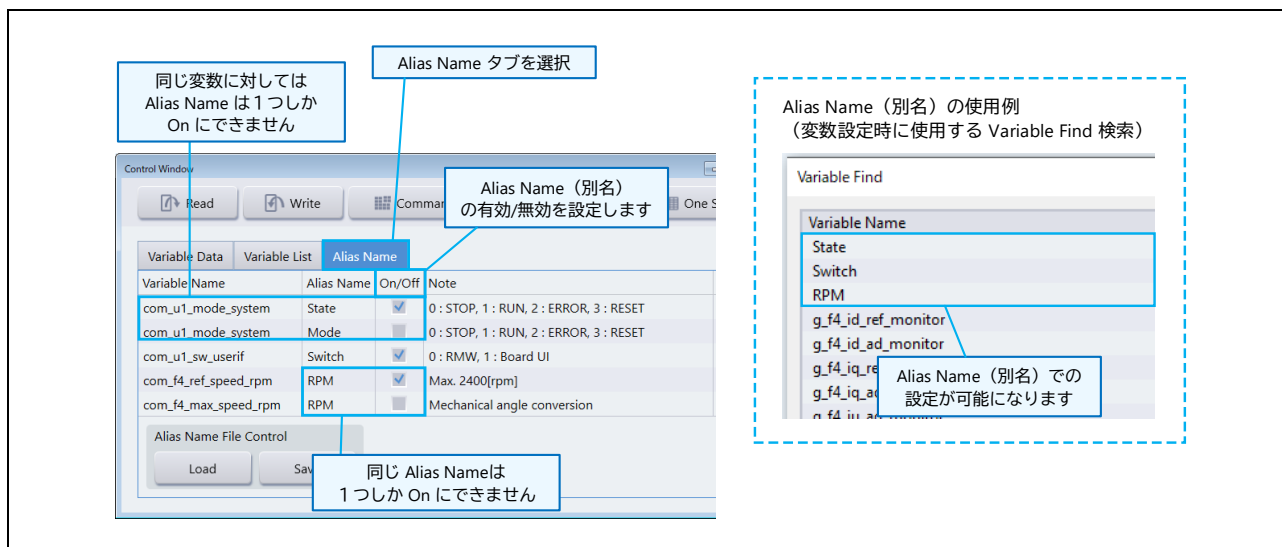 Alias Name タブを選択
同じ変数に対しては
Alias Name は１つしか
On にできません
Control Window
Read
Write
Alias Name（別名）
の有効/無効を設定します
One S
Variable Data
Variable List
Alias Name
Variable Name Alias Name On/Off Note
com_u1_mode_system State 0 : STOP, 1 : RUN, 2 : ERROR, 3 : RESET
com_u1_mode_system Mode 0 : STOP, 1 : RUN, 2 : ERROR, 3 : RESET
com_u1_sw_userif Switch 0 : RMW, 1 : Board UI
com_f4_ref_speed_rpm RPM Max. 2400[rpm]
com_f4_max_speed_rpm RPM Mechanical angle conversion
Alias Name File Control
Load
同じ Alias Nameは
１つしか On にできません
Alias Name（別名）の使用例
（変数設定時に使用する Variable Find 検索）
Variable Find
Variable Name
State
Switch
RPM
g_f4_id_ref_monitor
g_f4_id_ad_monitor
Alias Name（別名）での
設定が可能になります